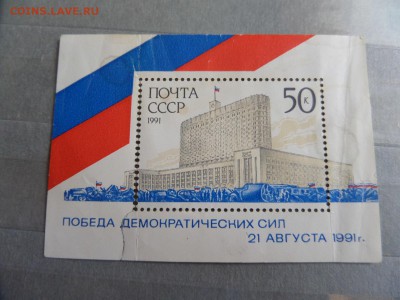 COINS.LAVE.RU
ПОЧТА
СССР
1991
50 К.
ПОБЕДА ДЕМОКРАТИЧЕСКИХ СИЛ
21 АВГУСТА 1991г.